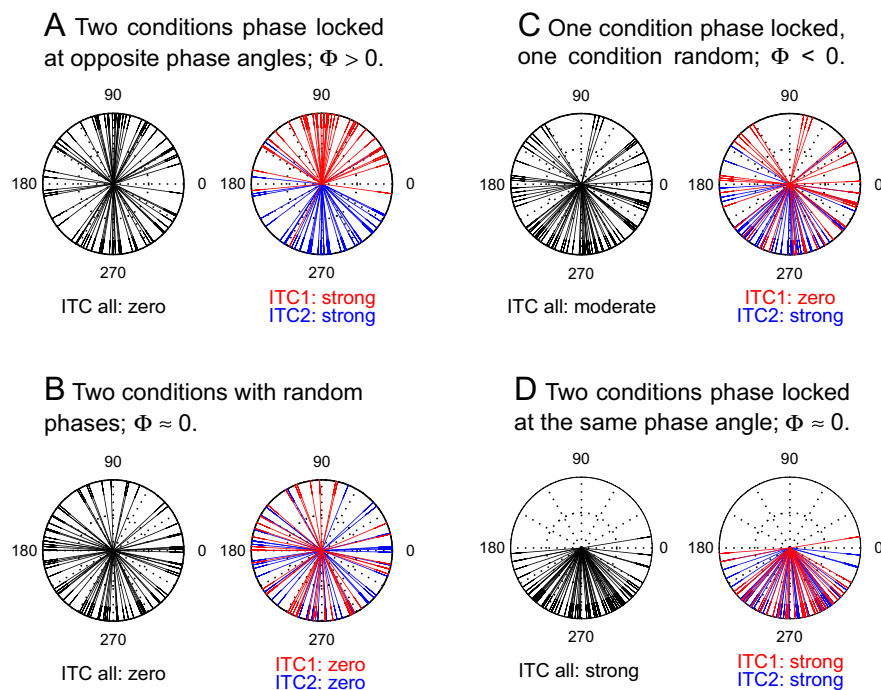 A Two conditions phase locked
at opposite phase angles; Φ > 0.
90
90
180
0
180
0
270
270
ITC all: zero
ITC1: strong
ITC2: strong
B Two conditions with random
phases; Φ ≈ 0.
90
90
180
0
180
0
270
270
ITC all: zero
ITC1: zero
ITC2: zero
C One condition phase locked,
one condition random; Φ < 0.
90
90
180
0
180
0
270
270
ITC all: moderate
ITC1: zero
ITC2: strong
D Two conditions phase locked
at the same phase angle; Φ ≈ 0.
90
90
180
0
180
0
270
270
ITC all: strong
ITC1: strong
ITC2: strong